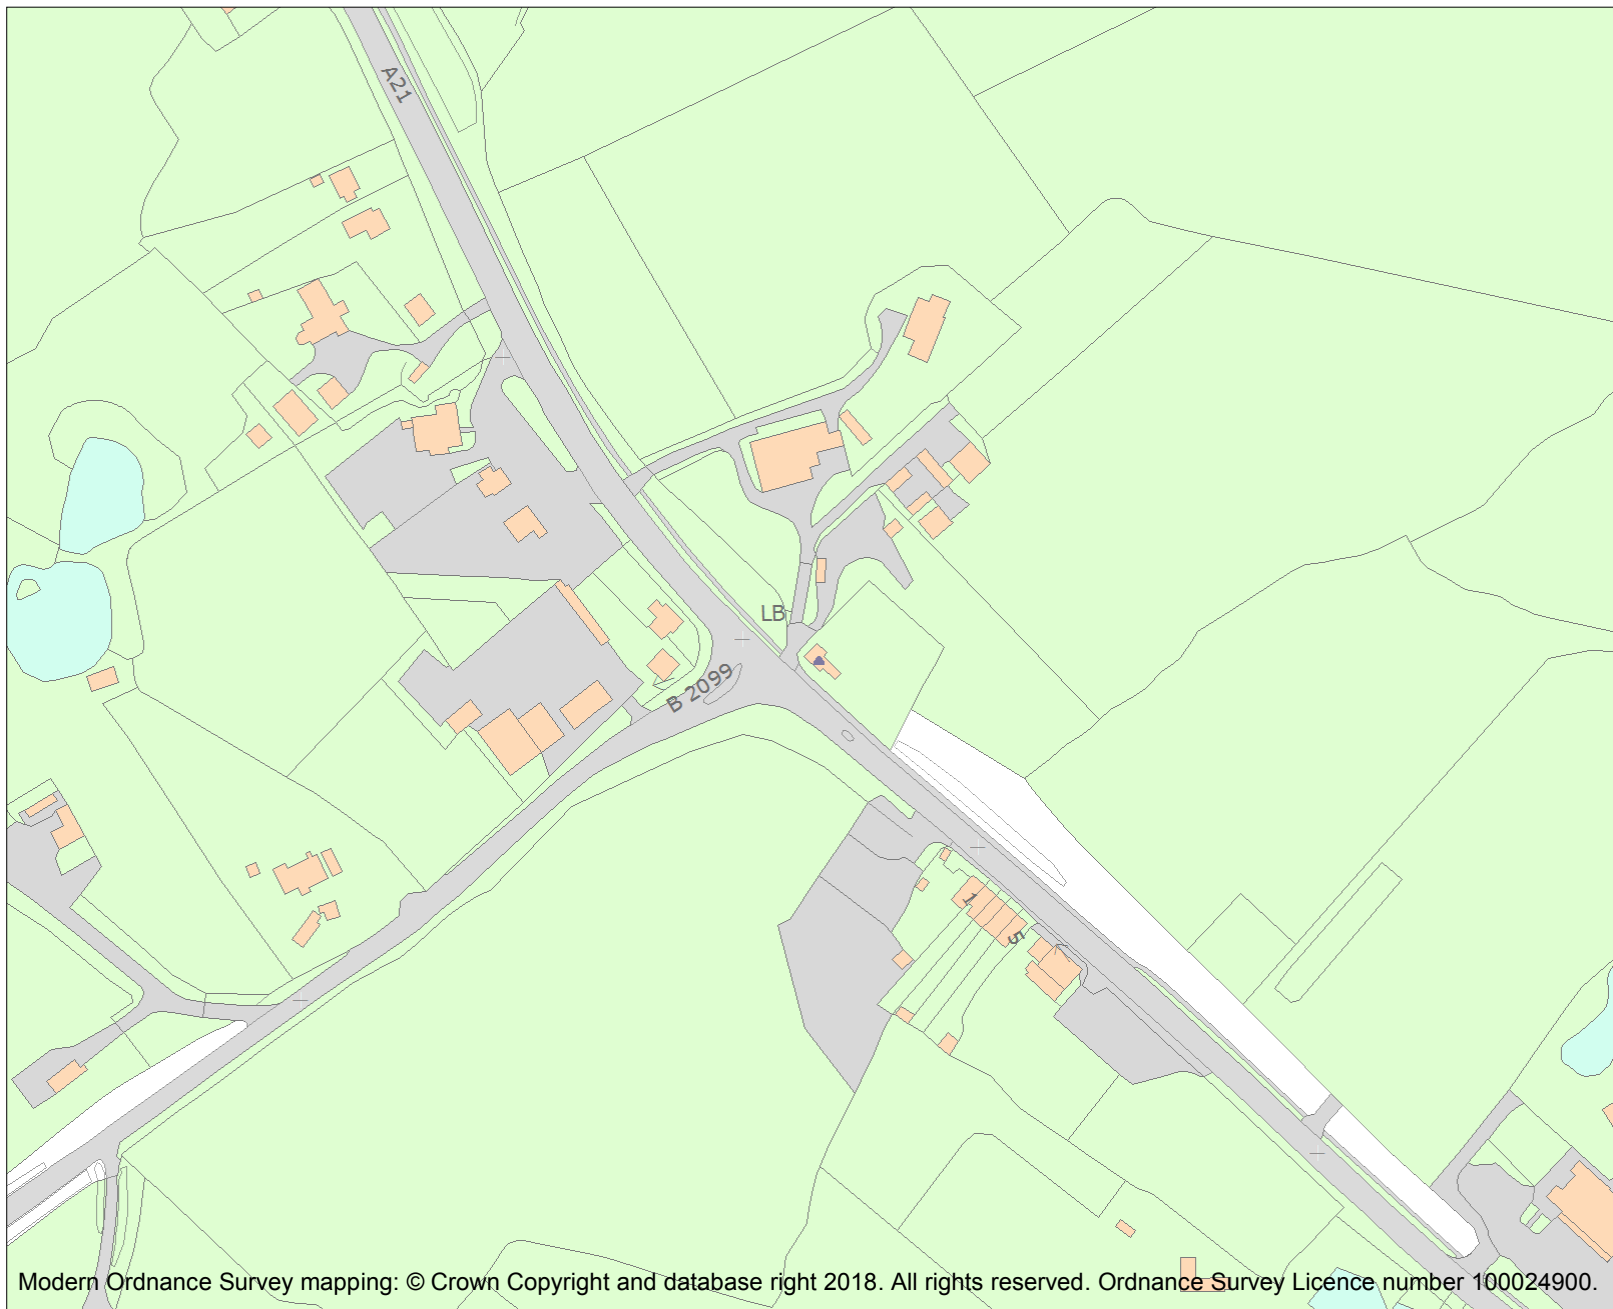 A21
LB
B 2099
1
5
Modern Ordnance Survey mapping: © Crown Copyright and database right 2018. All rights reserved. Ordnance Survey Licence number 100024900.